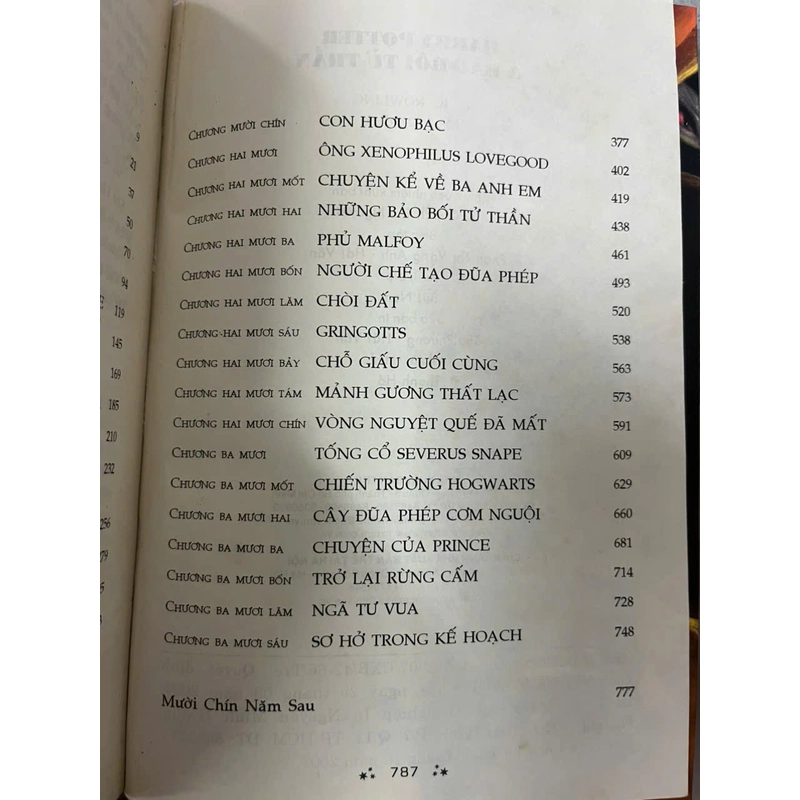 9
21
37
50
70
94
119
145
169
185
210
232
256
CHƯƠNG MƯỜI CHÍN CON HƯƠU BẠC 377
CHƯƠNG HAI MƯƠI ÔNG XENOPHILUS LOVEGOOD 402
CHƯƠNG HAI MƯƠI MỐT CHUYỆN KỂ VỀ BA ANH EM 419
CHƯƠNG HAI MƯƠI HAI NHỮNG BẢO BỐI TỬ THẦN 438
CHƯƠNG HAI MƯƠI BA PHỦ MALFOY 461
CHƯƠNG HAI MƯƠI BỐN NGƯỜI CHẾ TẠO ĐŨA PHÉP 493
CHƯƠNG HAI MƯƠI LĂM CHÒI ĐẤT 520
CHƯƠNG HAI MƯƠI SÁU GRINGOTTS 538
CHƯƠNG HAI MƯƠI BẢY CHỖ GIẤU CUỐI CÙNG 563
CHƯƠNG HAI MƯƠI TÁM MẢNH GƯƠNG THẤT LẠC 573
CHƯƠNG HAI MƯƠI CHÍN VÒNG NGUYỆT QUẾ ĐÃ MẤT 591
CHƯƠNG BA MƯƠI TỐNG CỔ SEVERUS SNAPE 609
CHƯƠNG BA MƯƠI MỐT CHIẾN TRƯỜNG HOGWARTS 629
CHƯƠNG BA MƯƠI HAI CÂY ĐŨA PHÉP CƠM NGUỘI 660
CHƯƠNG BA MƯƠI BA CHUYỆN CỦA PRINCE 681
CHƯƠNG BA MƯƠI BỐN TRỞ LẠI RỪNG CẤM 714
CHƯƠNG BA MƯƠI LĂM NGÃ TƯ VUA 728
CHƯƠNG BA MƯƠI SÁU SƠ HỞ TRONG KẾ HOẠCH 748
Mười Chín Năm Sau 777
787